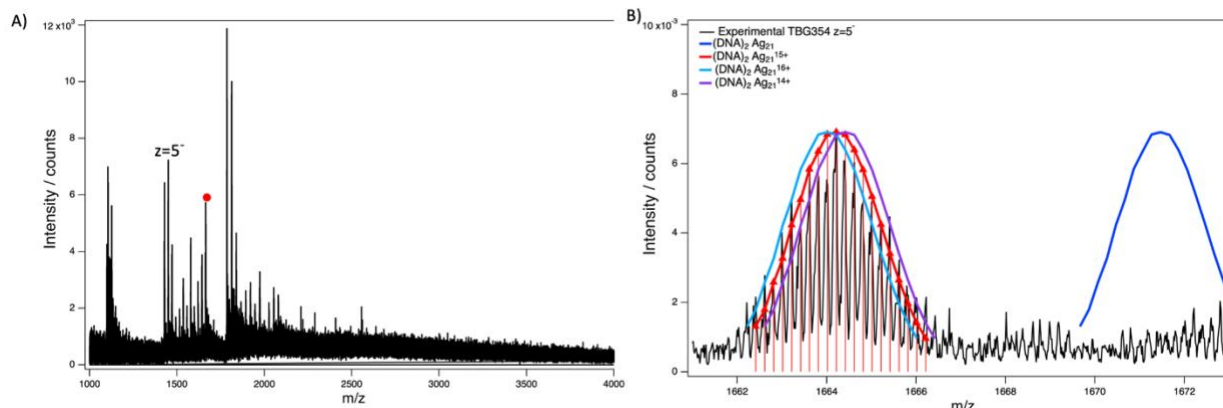 A)
12 ×10³
10
8
6
4
2
0
Intensity / counts
z=5⁻
1000
1500
2000
2500
3000
3500
4000
m/z
B)
10 ×10⁻³
8
6
4
2
0
Intensity / counts
Experimental TBG354 z=5⁻
(DNA)₂ Ag₂₁
(DNA)₂ Ag₂₁¹⁵⁺
(DNA)₂ Ag₂₁¹⁶⁺
(DNA)₂ Ag₂₁¹⁴⁺
1662
1664
1666
1668
1670
1672
m/z